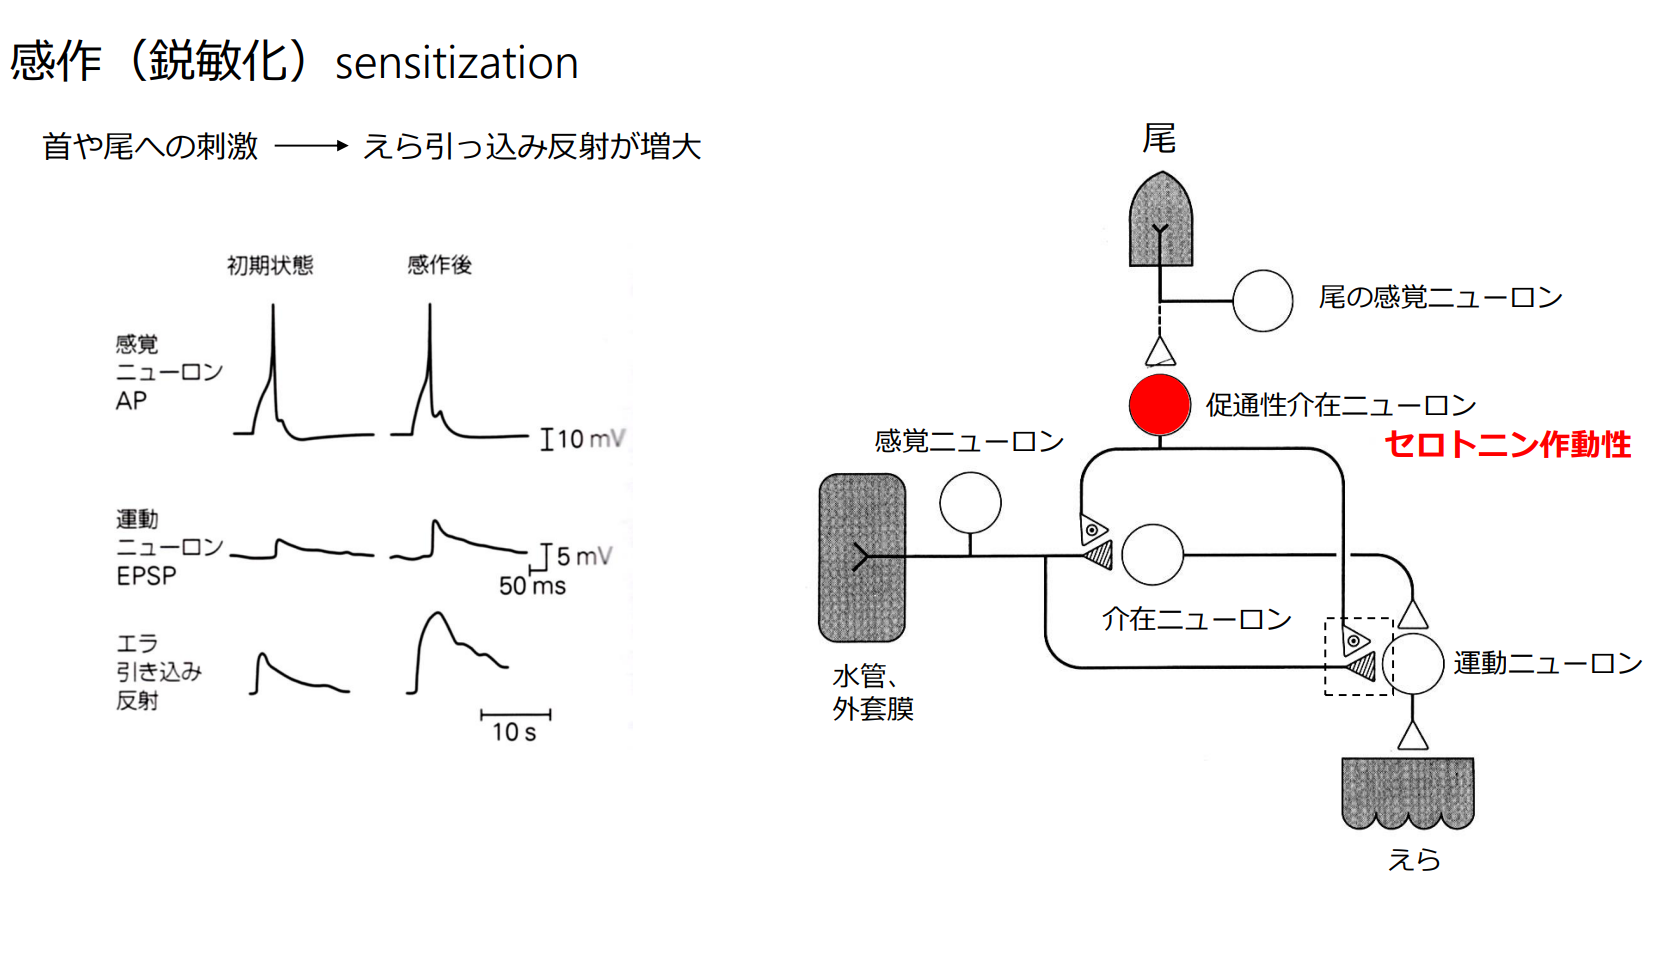 感作（鋭敏化）sensitization
首や尾への刺激 → えら引っ込み反射が増大
初期状態 感作後
感覚
ニューロン
AP
10 mV
運動
ニューロン
EPSP
5 mV
50 ms
エラ
引き込み
反射
10 s
尾
尾の感覚ニューロン
促通性介在ニューロン
セロトニン作動性
感覚ニューロン
介在ニューロン
水管、
外套膜
運動ニューロン
えら